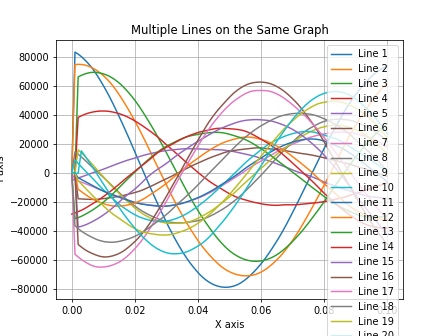 Multiple Lines on the Same Graph
80000
60000
40000
20000
0
−20000
−40000
−60000
−80000
0.00
0.02
0.04
0.06
X axis
Line 1
Line 2
Line 3
Line 4
Line 5
Line 6
Line 7
Line 8
Line 9
Line 10
Line 11
Line 12
Line 13
Line 14
Line 15
Line 16
Line 17
Line 18
Line 19